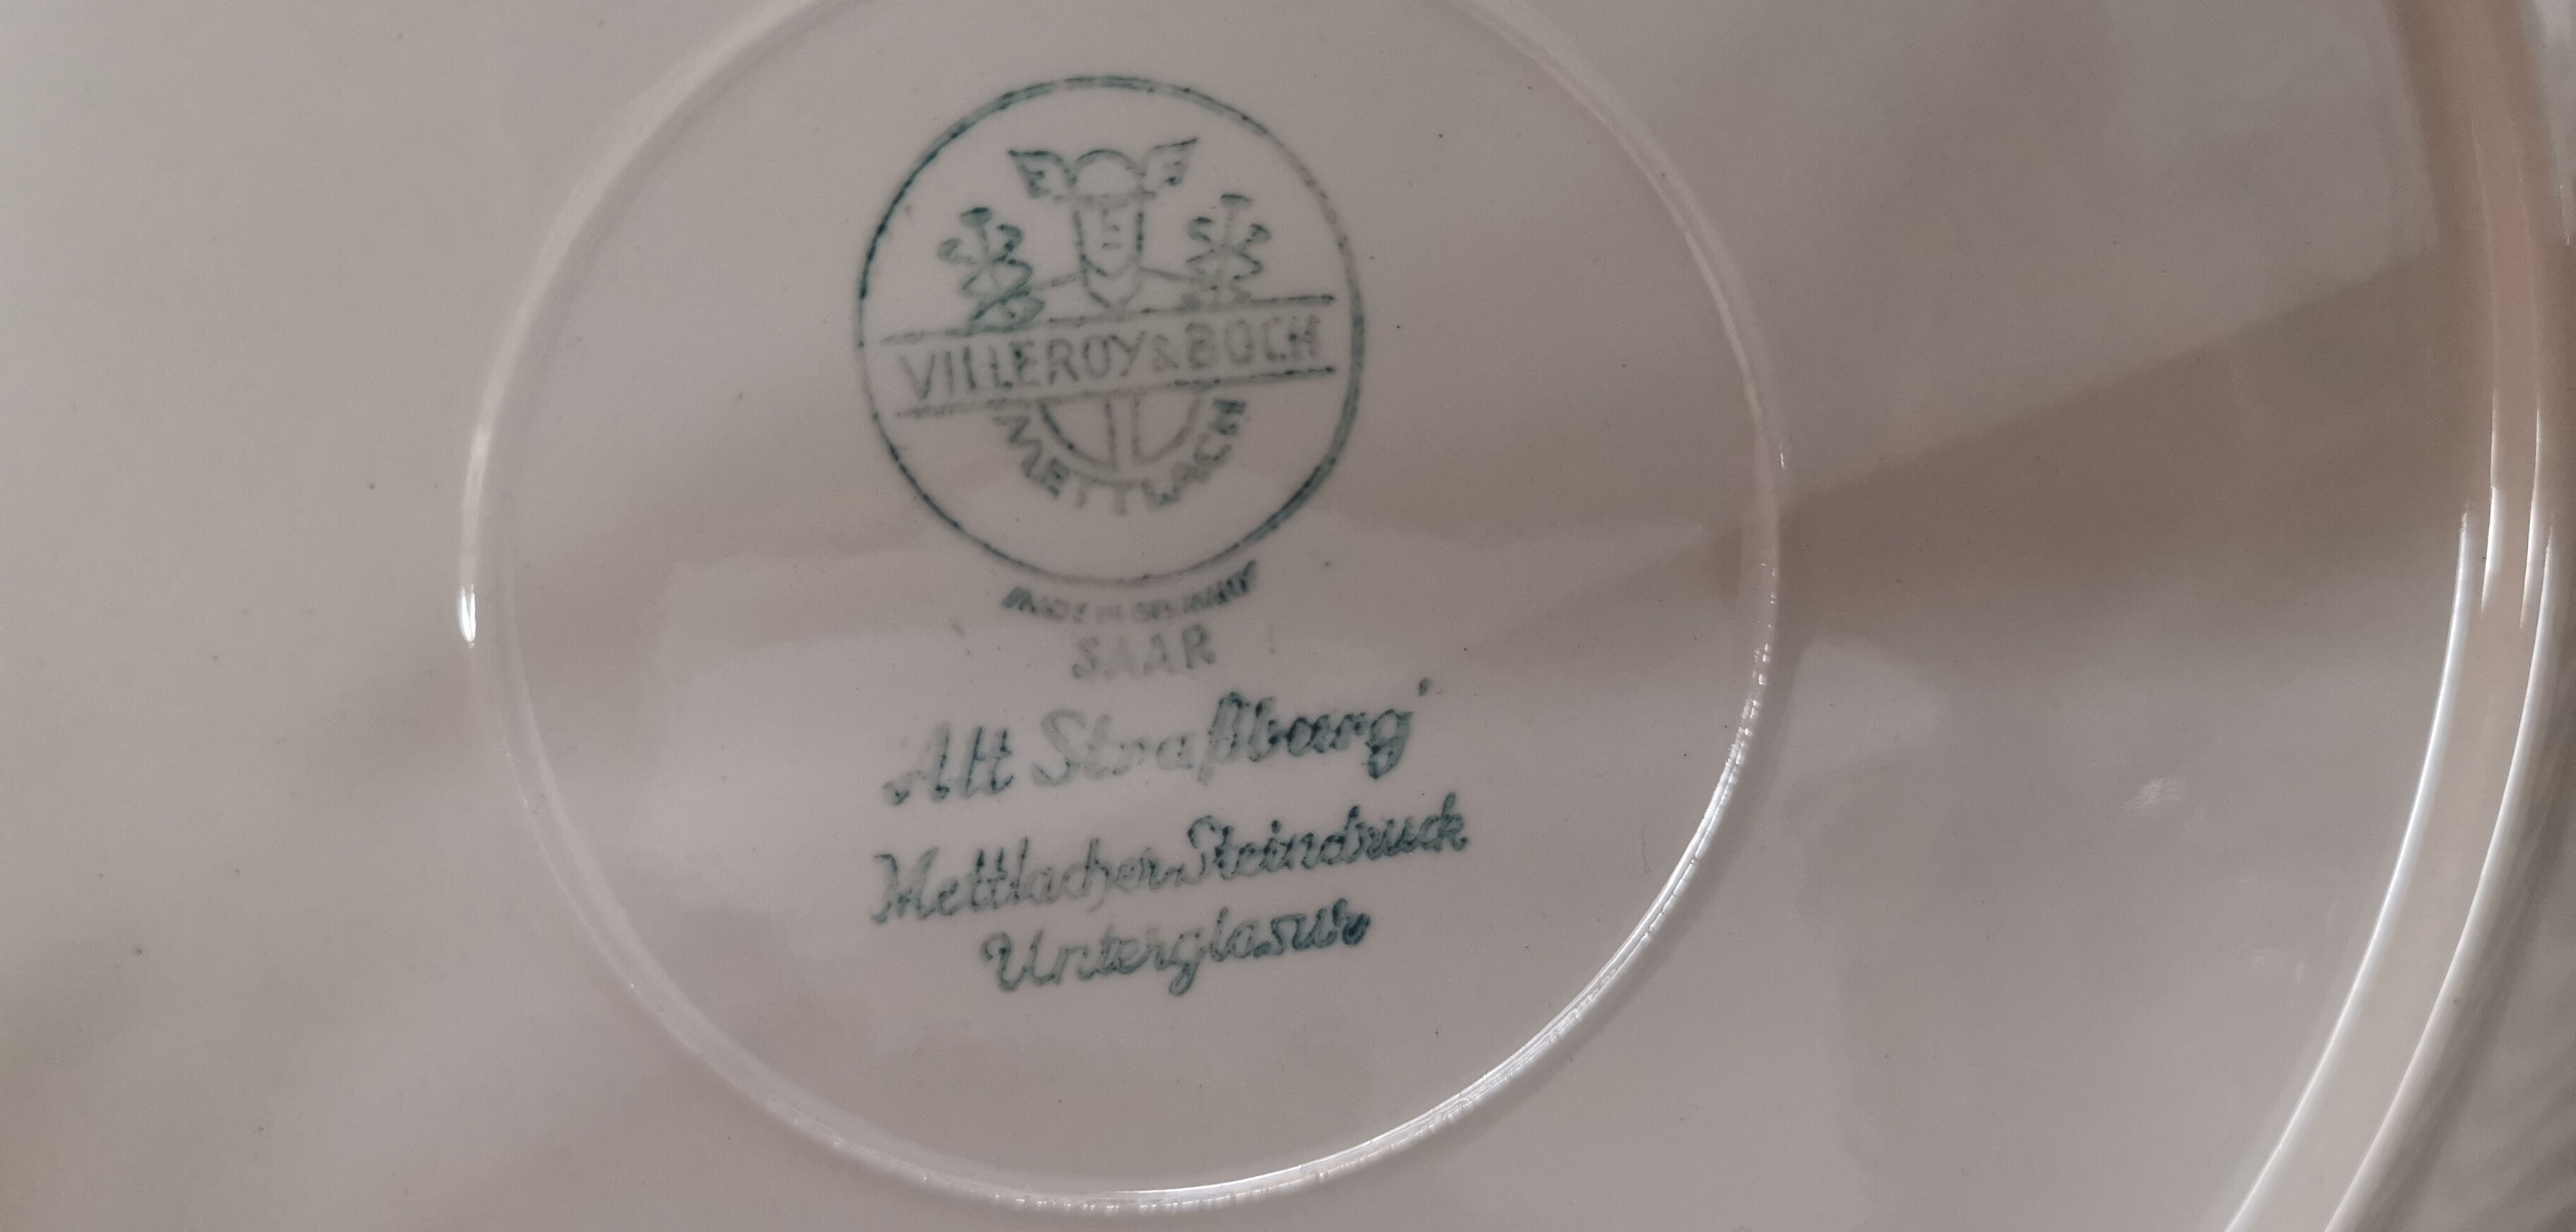 VILLEROY & BOCH
METTLACH
MADE IN GERMANY
SAAR
„Alt Straßburg"
Mettlacher Steindruck
Unterglasur